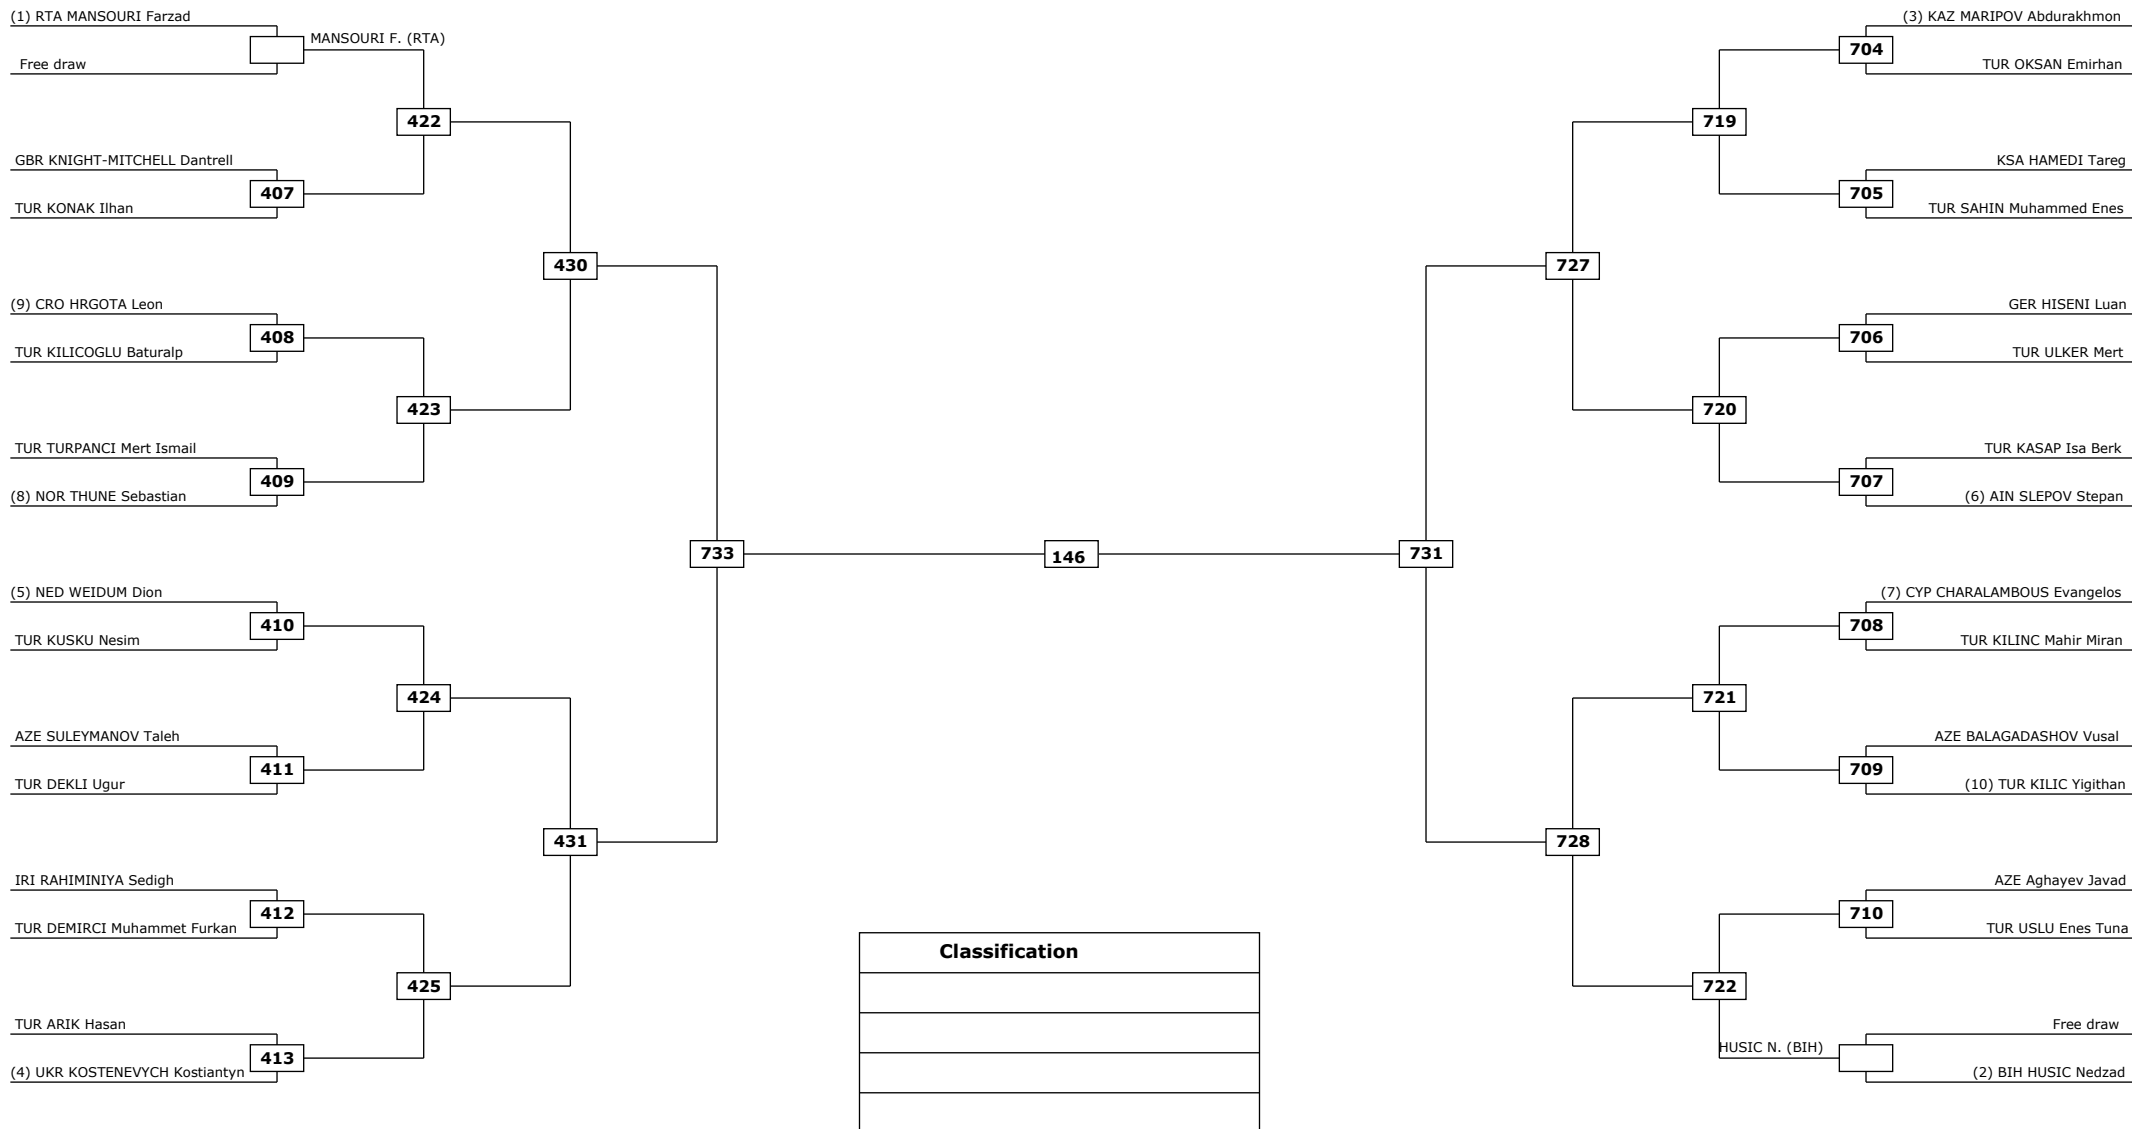 (1) RTA MANSOURI Farzad
MANSOURI F. (RTA)
Free draw
422
GBR KNIGHT-MITCHELL Dantrell
407
TUR KONAK Ilhan
430
(9) CRO HRGOTA Leon
408
TUR KILICOGLU Baturalp
423
TUR TURPANCI Mert Ismail
409
(8) NOR THUNE Sebastian
733
(5) NED WEIDUM Dion
410
TUR KUSKU Nesim
424
AZE SULEYMANOV Taleh
411
TUR DEKLI Ugur
431
IRI RAHIMINIYA Sedigh
412
TUR DEMIRCI Muhammet Furkan
425
TUR ARIK Hasan
413
(4) UKR KOSTENEVYCH Kostiantyn
146
Classification
(3) KAZ MARIPOV Abdurakhmon
704
TUR OKSAN Emirhan
719
KSA HAMEDI Tareg
705
TUR SAHIN Muhammed Enes
727
GER HISENI Luan
706
TUR ULKER Mert
720
TUR KASAP Isa Berk
707
(6) AIN SLEPOV Stepan
731
(7) CYP CHARALAMBOUS Evangelos
708
TUR KILINC Mahir Miran
721
AZE BALAGADASHOV Vusal
709
(10) TUR KILIC Yigithan
728
AZE Aghayev Javad
710
TUR USLU Enes Tuna
722
Free draw
HUSIC N. (BIH)
(2) BIH HUSIC Nedzad